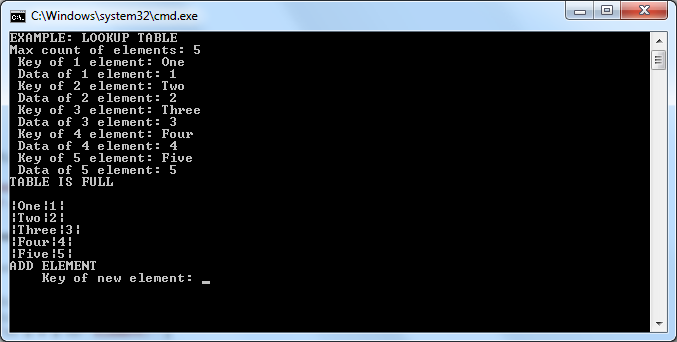 C:\Windows\system32\cmd.exe
EXAMPLE: LOOKUP TABLE
Max count of elements: 5
Key of 1 element: One
Data of 1 element: 1
Key of 2 element: Two
Data of 2 element: 2
Key of 3 element: Three
Data of 3 element: 3
Key of 4 element: Four
Data of 4 element: 4
Key of 5 element: Five
Data of 5 element: 5
TABLE IS FULL
|One|1|
|Two|2|
|Three|3|
|Four|4|
|Five|5|
ADD ELEMENT
Key of new element: _